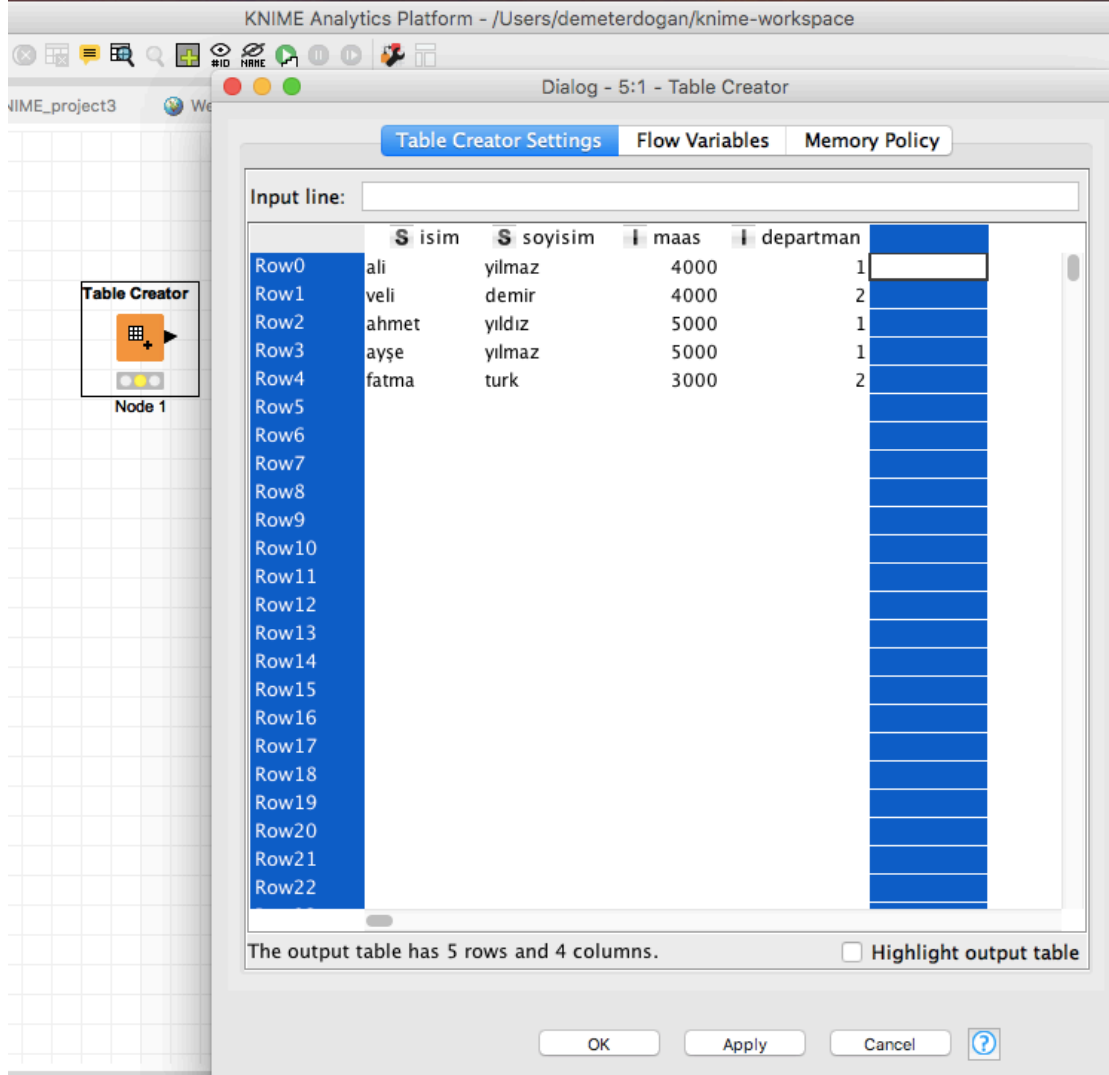 KNIME Analytics Platform - /Users/demeterdogan/knime-workspace
#ID NAME
NIME_project3 We
Dialog - 5:1 - Table Creator
Table Creator Settings Flow Variables Memory Policy
Input line:
S isim S soyisim I maas I departman
Row0 ali yilmaz 4000 1
Row1 veli demir 4000 2
Row2 ahmet yıldız 5000 1
Row3 ayşe yılmaz 5000 1
Row4 fatma turk 3000 2
Row5
Row6
Row7
Row8
Row9
Row10
Row11
Row12
Row13
Row14
Row15
Row16
Row17
Row18
Row19
Row20
Row21
Row22
Table Creator
Node 1
The output table has 5 rows and 4 columns. Highlight output table
OK Apply Cancel ?